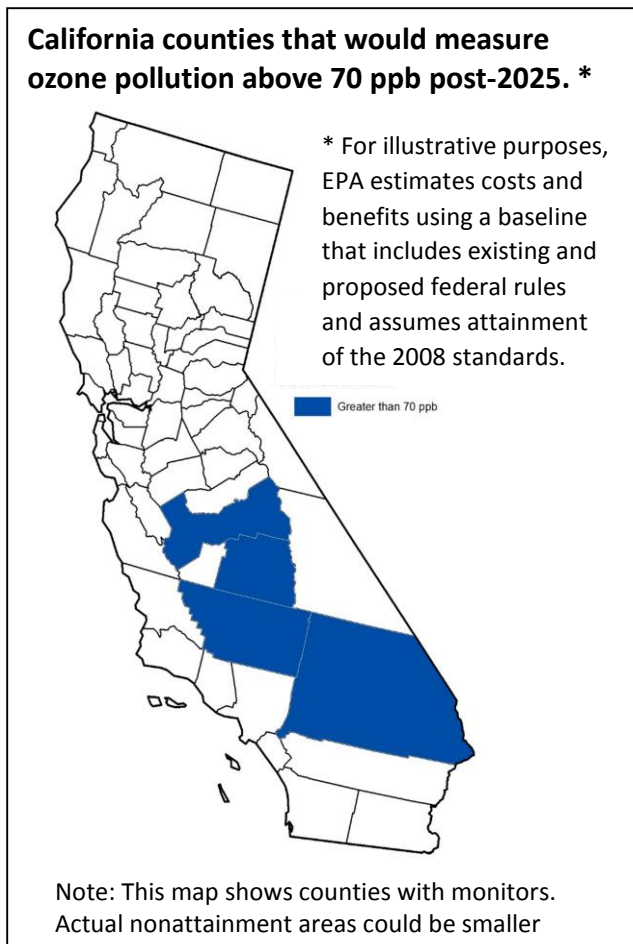 California counties that would measure
ozone pollution above 70 ppb post-2025. *
* For illustrative purposes,
EPA estimates costs and
benefits using a baseline
that includes existing and
proposed federal rules
and assumes attainment
of the 2008 standards.
Greater than 70 ppb
Note: This map shows counties with monitors.
Actual nonattainment areas could be smaller